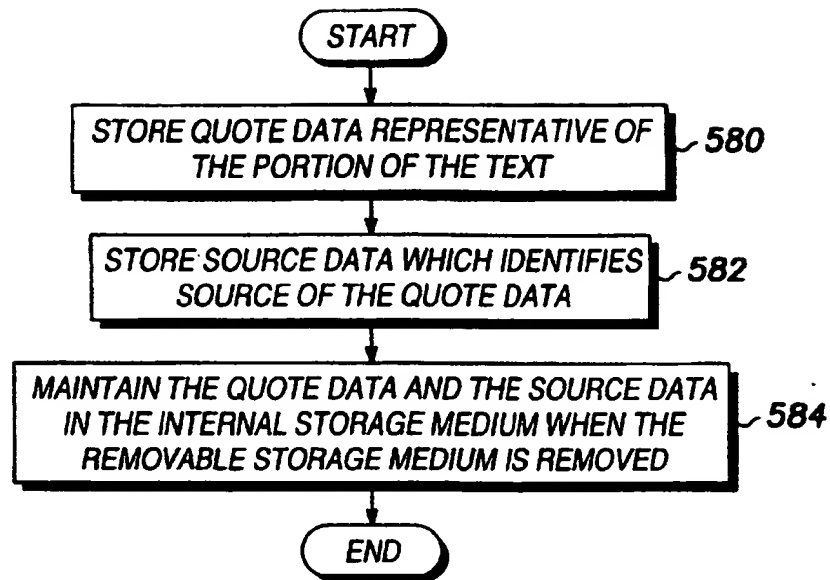 START
STORE QUOTE DATA REPRESENTATIVE OF
THE PORTION OF THE TEXT
580
STORE SOURCE DATA WHICH IDENTIFIES
SOURCE OF THE QUOTE DATA
582
MAINTAIN THE QUOTE DATA AND THE SOURCE DATA
IN THE INTERNAL STORAGE MEDIUM WHEN THE
REMOVABLE STORAGE MEDIUM IS REMOVED
584
END